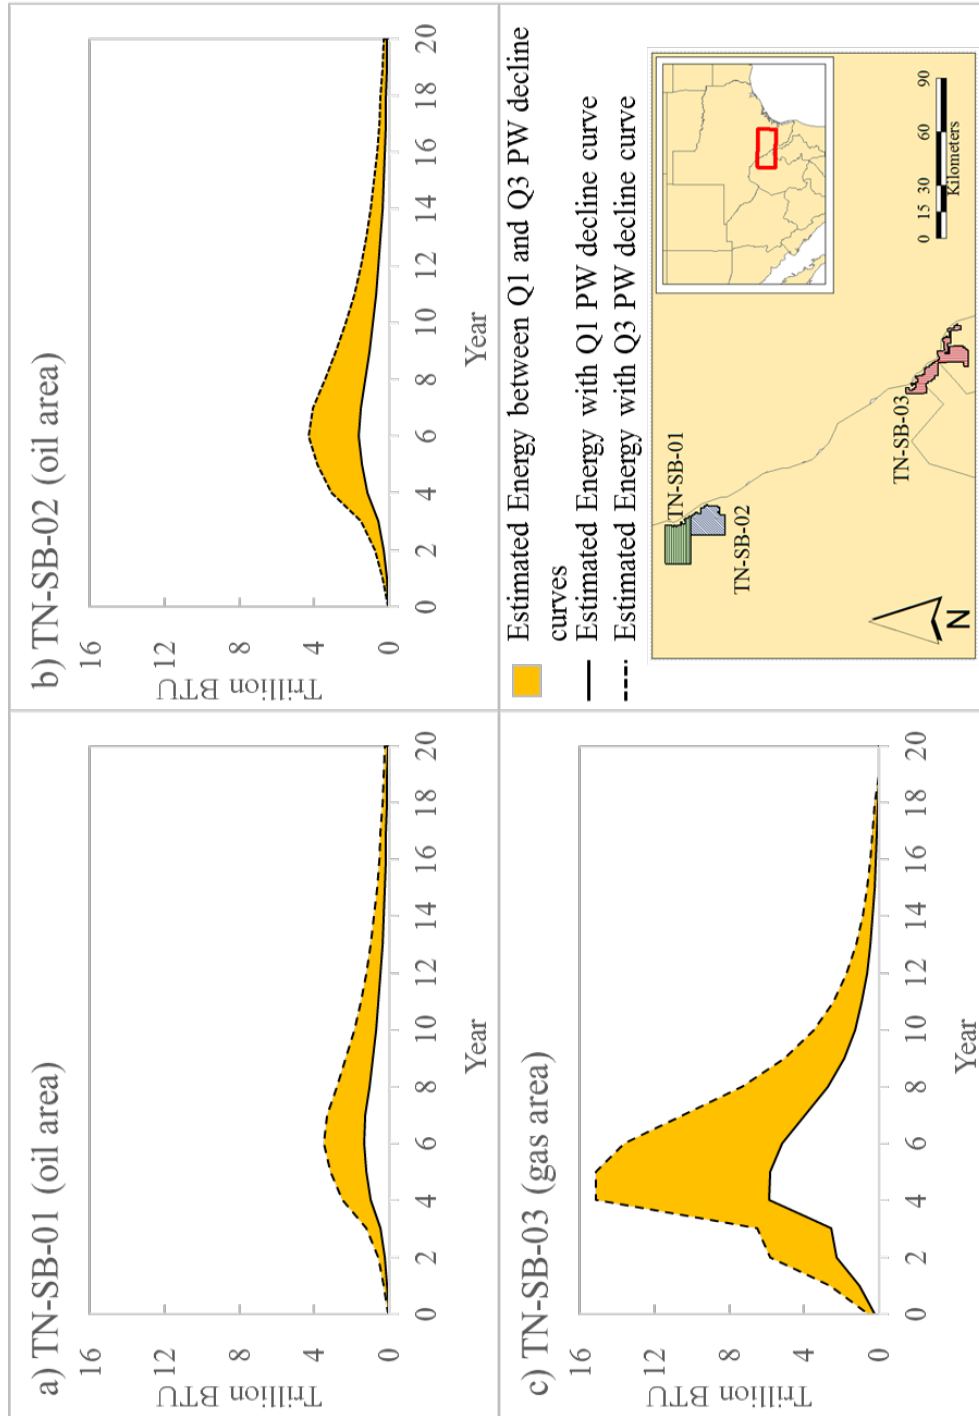 a) TN-SB-01 (oil area)
16
12
8
4
0
Trillion BTU
0 2 4 6 8 10 12 14 16 18 20
Year
b) TN-SB-02 (oil area)
16
12
8
4
0
Trillion BTU
0 2 4 6 8 10 12 14 16 18 20
Year
c) TN-SB-03 (gas area)
16
12
8
4
0
Trillion BTU
0 2 4 6 8 10 12 14 16 18 20
Year
Estimated Energy between Q1 and Q3 PW decline
curves
Estimated Energy with Q1 PW decline curve
Estimated Energy with Q3 PW decline curve
TN-SB-01
TN-SB-02
TN-SB-03
N
0 15 30 60 90
Kilometers